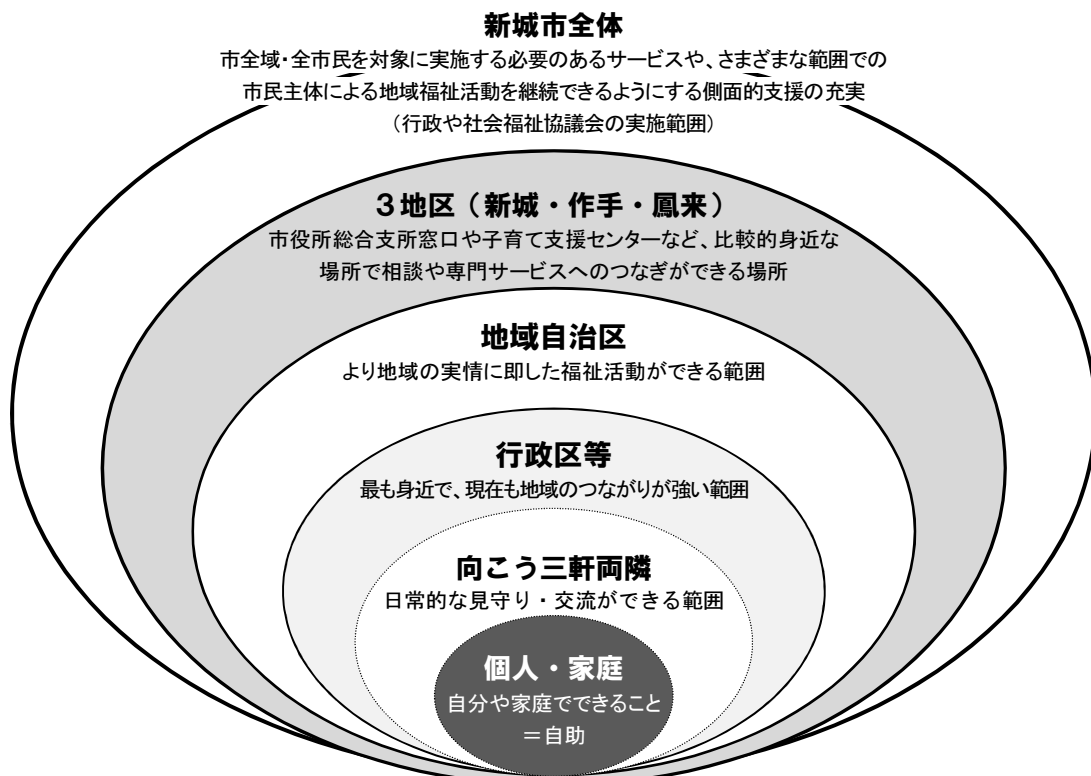 新城市全体
市全域・全市民を対象に実施する必要のあるサービスや、さまざまな範囲での
市民主体による地域福祉活動を継続できるようにする側面的支援の充実
（行政や社会福祉協議会の実施範囲）
３地区（新城・作手・鳳来）
市役所総合支所窓口や子育て支援センターなど、比較的身近な
場所で相談や専門サービスへのつなぎができる場所
地域自治区
より地域の実情に即した福祉活動ができる範囲
行政区等
最も身近で、現在も地域のつながりが強い範囲
向こう三軒両隣
日常的な見守り・交流ができる範囲
個人・家庭
自分や家庭でできること
＝自助